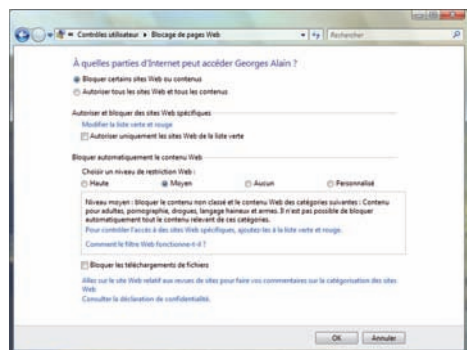 Contrôles utilisateur ▸ Blocage de pages Web
Rechercher
À quelles parties d'Internet peut accéder Georges Alain ?
Bloquer certains sites Web ou contenus
Autoriser tous les sites Web et tous les contenus
Autoriser et bloquer des sites Web spécifiques
Modifier la liste verte et rouge
Autoriser uniquement les sites Web de la liste verte
Bloquer automatiquement le contenu Web
Choisir un niveau de restriction Web :
Haute Moyen Aucun Personnalisé
Niveau moyen : bloquer le contenu non classé et le contenu Web des catégories suivantes : Contenu
pour adultes, pornographie, drogues, langage haineux et armes. Il n'est pas possible de bloquer
automatiquement tout le contenu relevant de ces catégories.
Pour contrôler l'accès à des sites Web spécifiques, ajoutez-les à la liste verte et rouge.
Comment le filtre Web fonctionne-t-il ?
Bloquer les téléchargements de fichiers
Allez sur le site Web relatif aux revues de sites pour faire vos commentaires sur la catégorisation des sites
Web
Consulter la déclaration de confidentialité.
OK Annuler